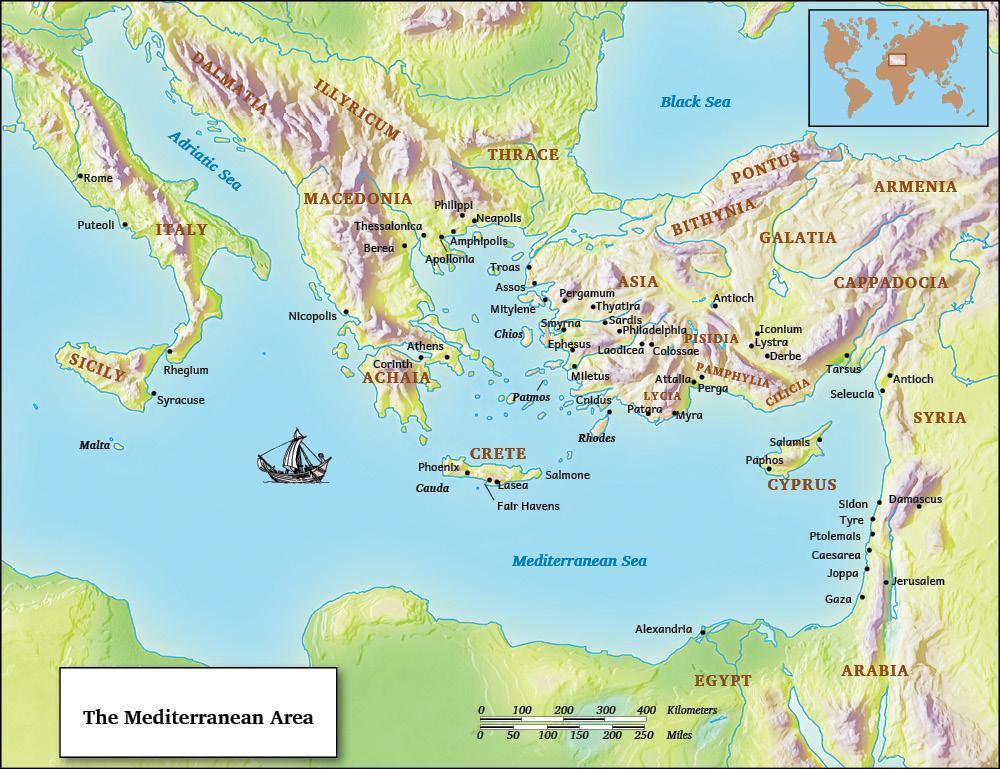 Black Sea
DALMATIA
ILLYRICUM
Adriatic Sea
THRACE
PONTUS
ARMENIA
Rome
MACEDONIA
BITHYNIA
Philippi
Neapolis
Puteoli
ITALY
Thessalonica
Amphipolis
GALATIA
Berea
Apollonia
Troas
ASIA
CAPPADOCIA
Assos
Pergamum
Antioch
Mitylene
Thyatira
Nicopolis
Smyrna
Sardis
Chios
Philadelphia
PISIDIA
Iconium
Athens
Ephesus
Laodicea
Colossae
Lystra
Derbe
SICILY
Rhegium
Corinth
ACHAIA
Miletus
Attalia
PAMPHYLIA
Perga
CILICIA
Tarsus
Antioch
Seleucia
Syracuse
Patmos
Cnidus
LYCIA
Patara
Myra
SYRIA
Malta
Rhodes
Salamis
CRETE
Paphos
Phoenix
Salmone
CYPRUS
Cauda
Lasea
Fair Havens
Sidon
Damascus
Tyre
Ptolemais
Mediterranean Sea
Caesarea
Joppa
Jerusalem
Gaza
Alexandria
EGYPT
ARABIA
The Mediterranean Area
0 100 200 300 400 Kilometers
0 50 100 150 200 250 Miles